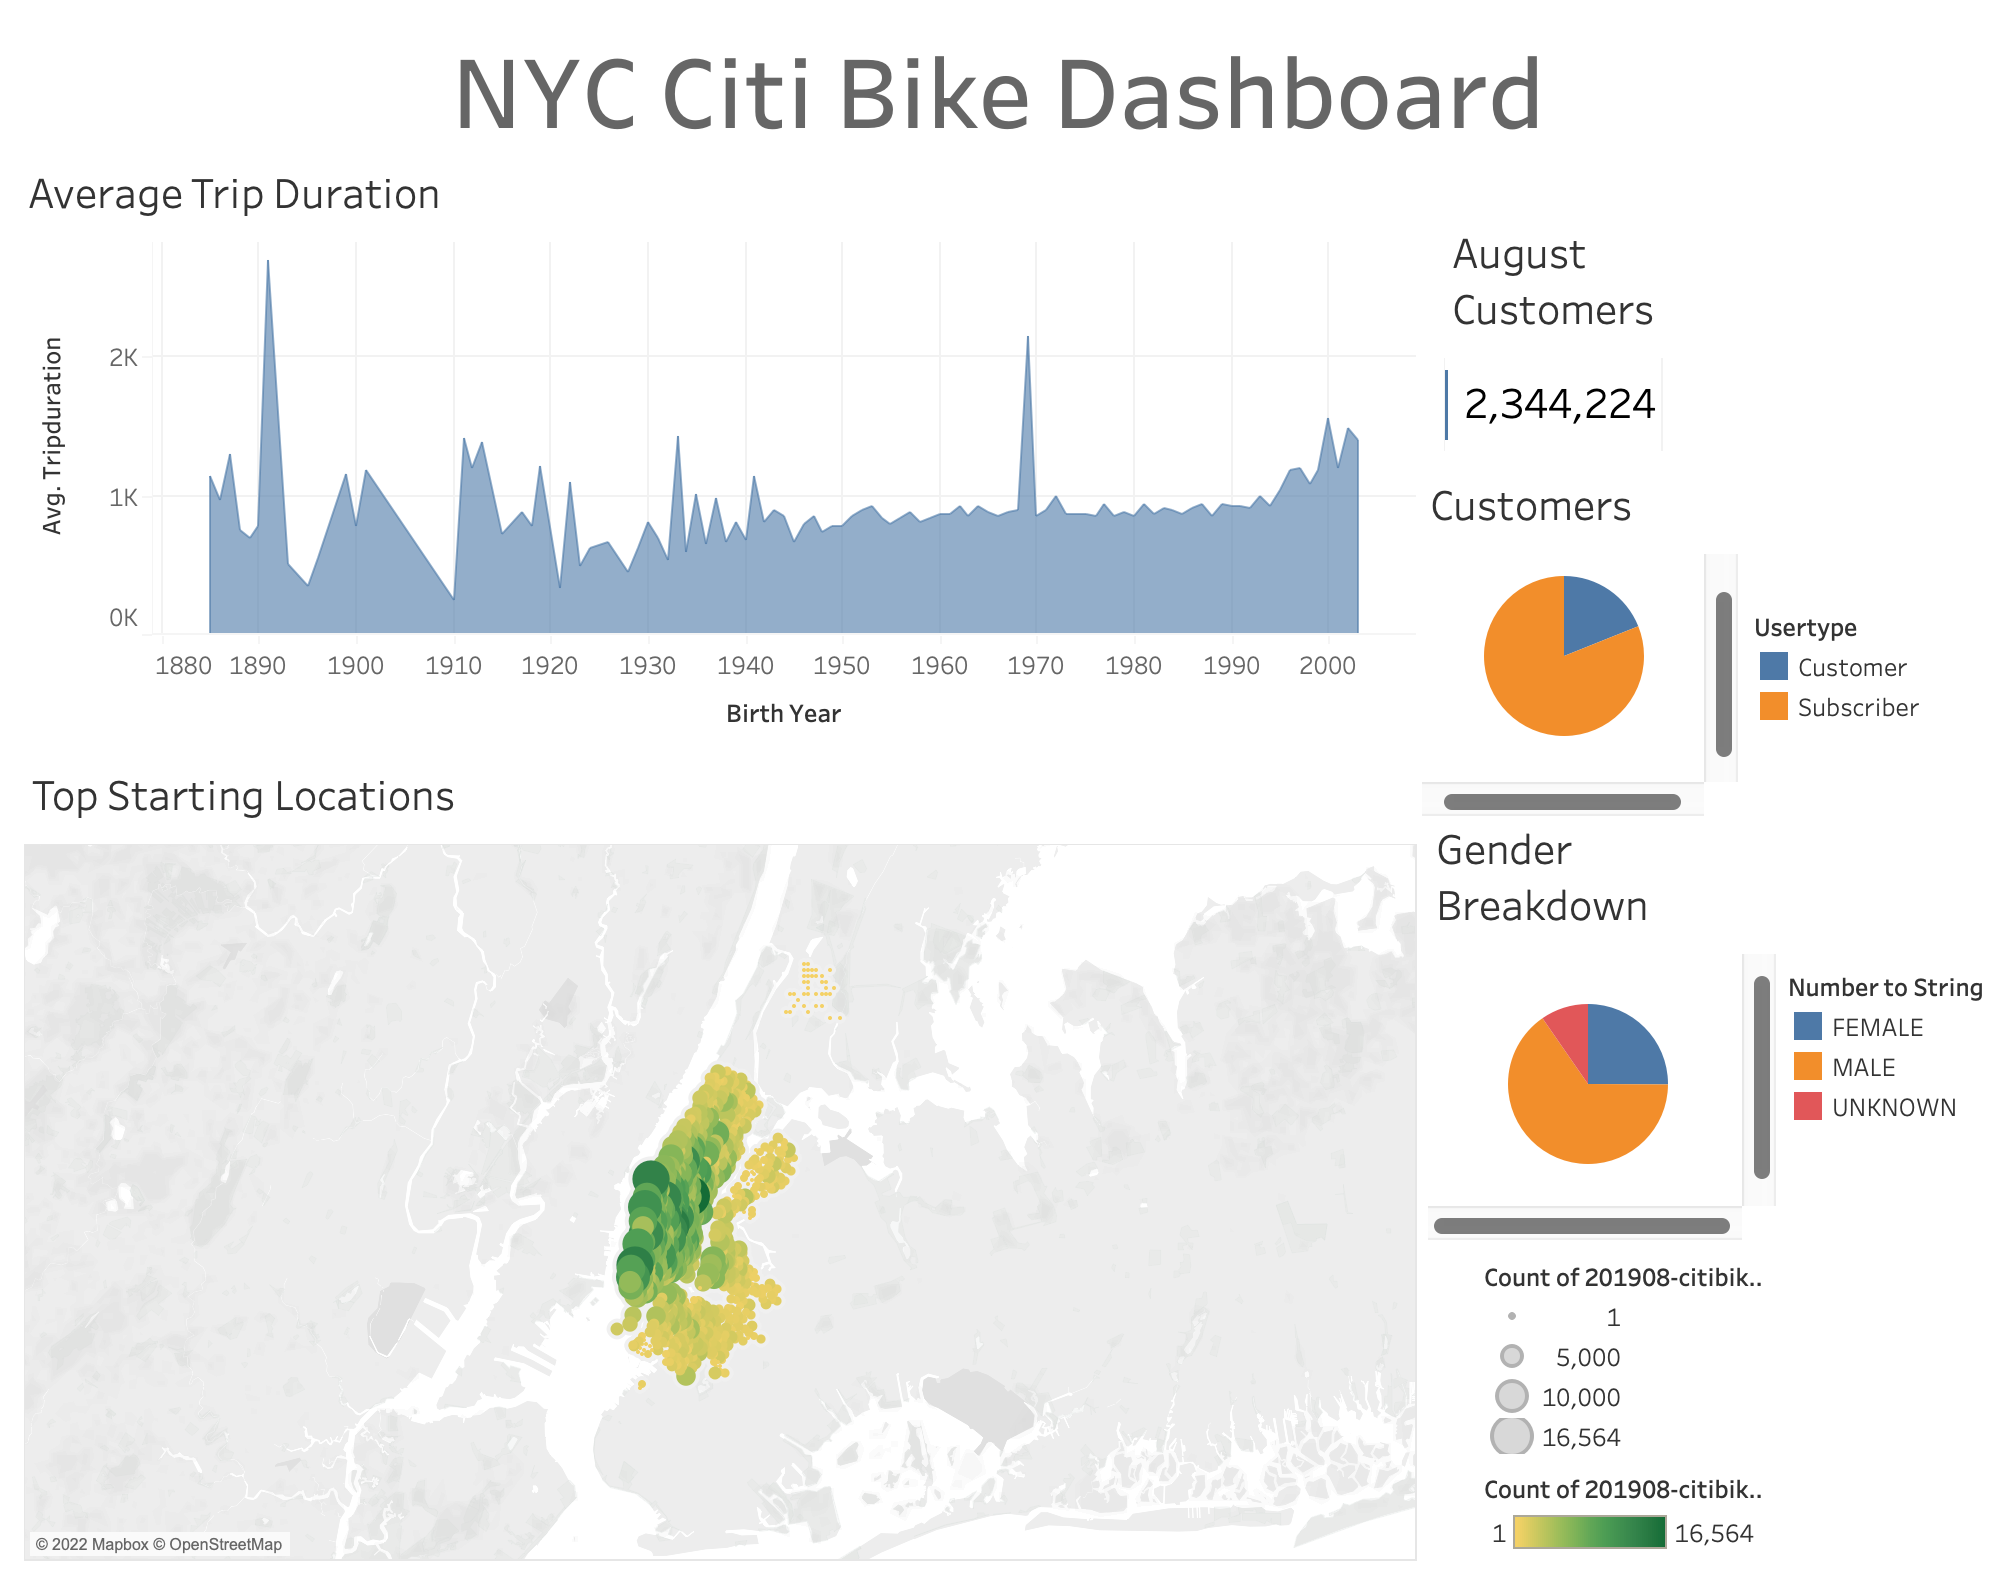 NYC Citi Bike Dashboard
Average Trip Duration
Avg. Tripduration
2K
1K
0K
1880 1890 1900 1910 1920 1930 1940 1950 1960 1970 1980 1990 2000
Birth Year
August
Customers
2,344,224
Customers
Usertype
Customer
Subscriber
Top Starting Locations
© 2022 Mapbox © OpenStreetMap
Gender
Breakdown
Number to String
FEMALE
MALE
UNKNOWN
Count of 201908-citibik..
1
5,000
10,000
16,564
Count of 201908-citibik..
1 16,564